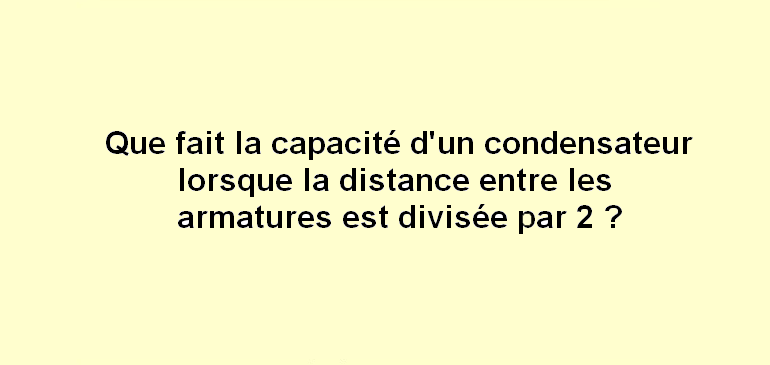 Que fait la capacité d'un condensateur
lorsque la distance entre les
armatures est divisée par 2 ?